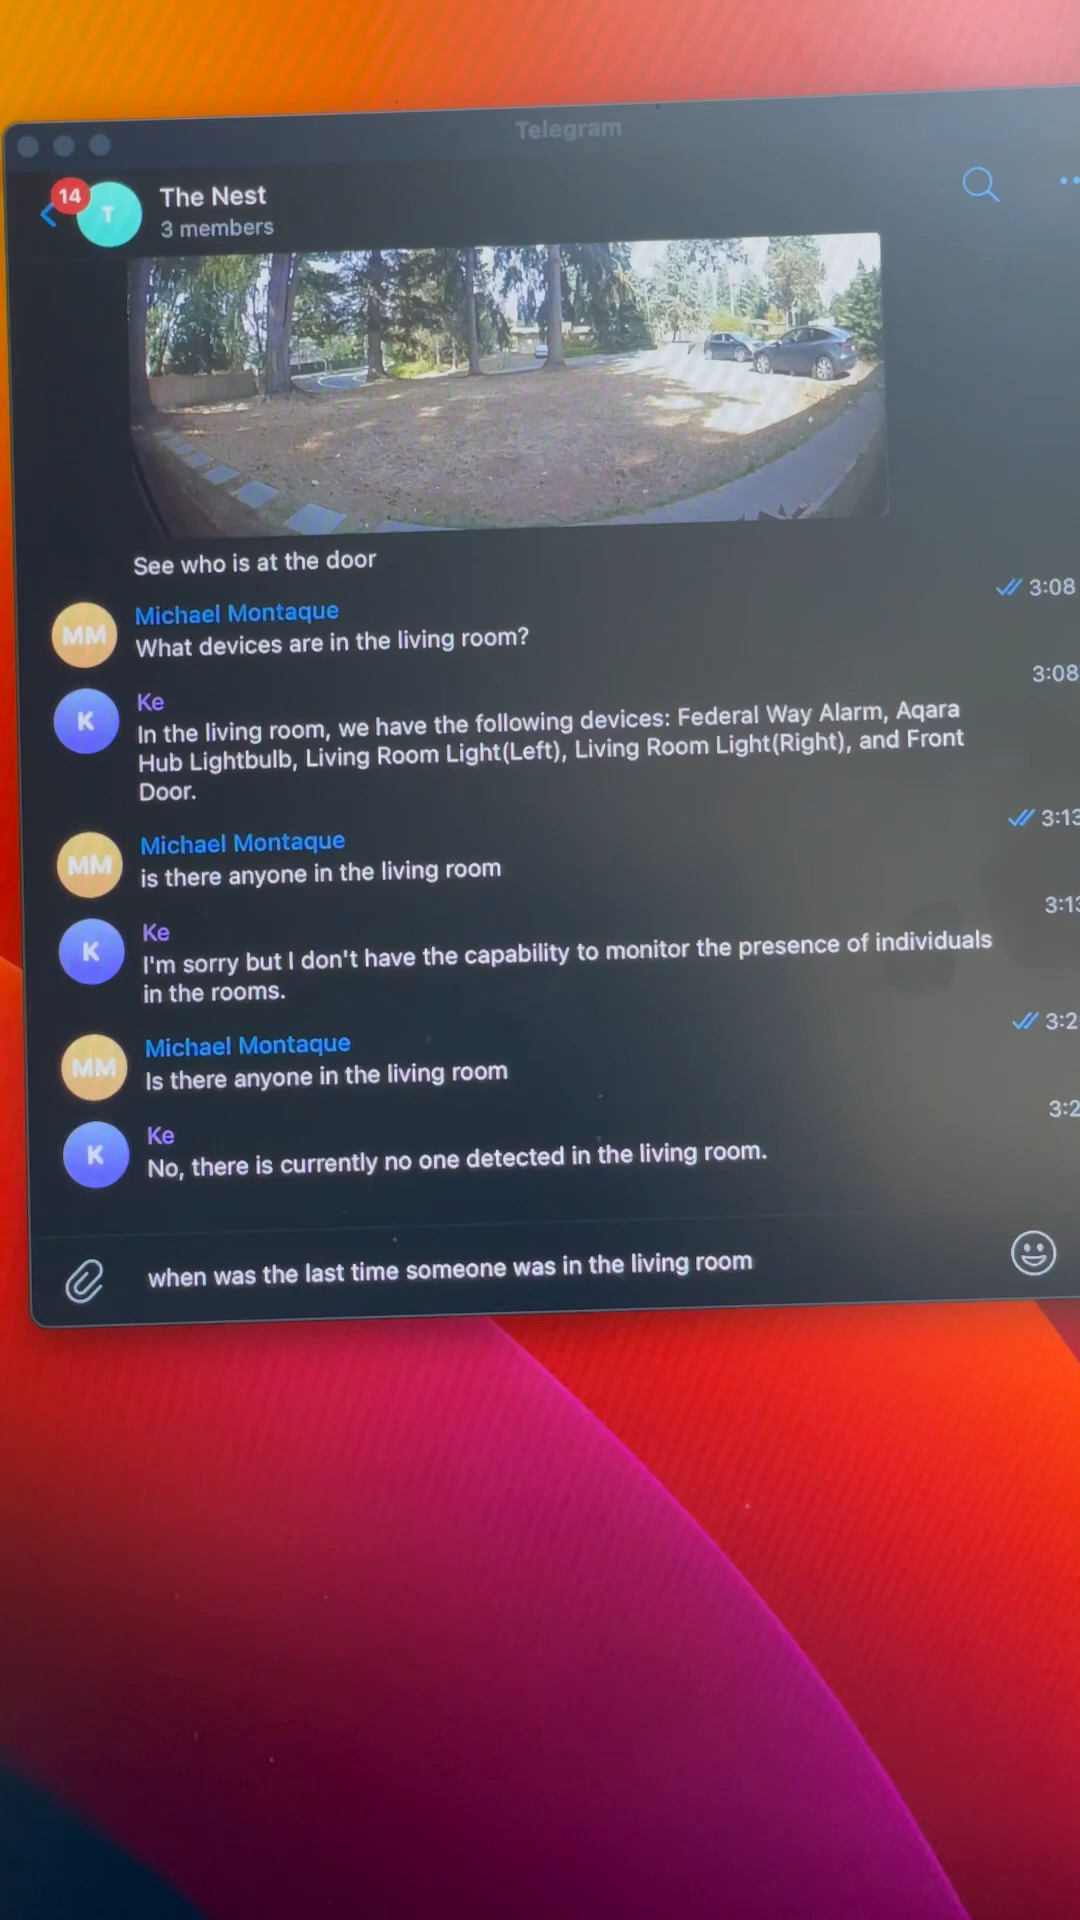 Telegram
14
T
The Nest
3 members
See who is at the door
3:08
MM
Michael Montaque
What devices are in the living room?
3:08
K
Ke
In the living room, we have the following devices: Federal Way Alarm, Aqara
Hub Lightbulb, Living Room Light(Left), Living Room Light(Right), and Front
Door.
3:13
MM
Michael Montaque
is there anyone in the living room
3:13
K
Ke
I'm sorry but I don't have the capability to monitor the presence of individuals
in the rooms.
3:2
MM
Michael Montaque
Is there anyone in the living room
3:2
K
Ke
No, there is currently no one detected in the living room.
when was the last time someone was in the living room